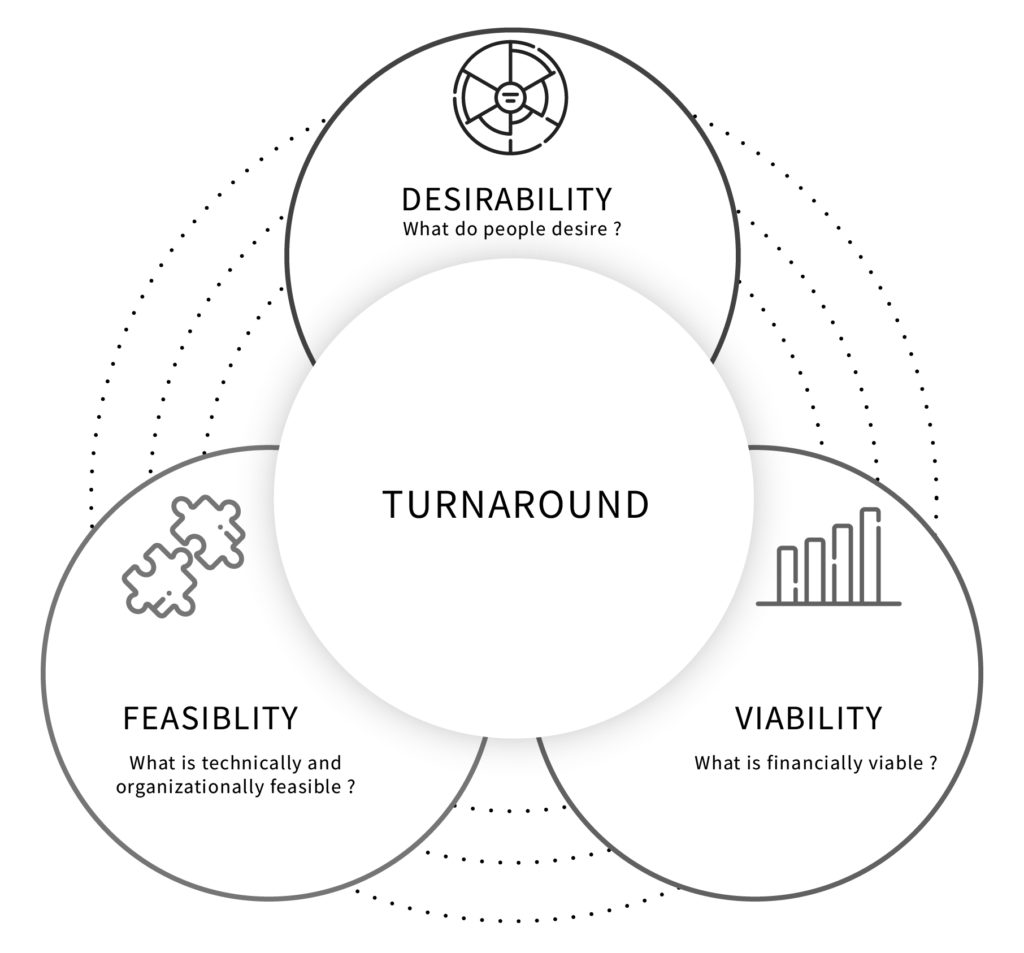 DESIRABILITY
What do people desire ?
TURNAROUND
FEASIBLITY
What is technically and
organizationally feasible ?
VIABILITY
What is financially viable ?